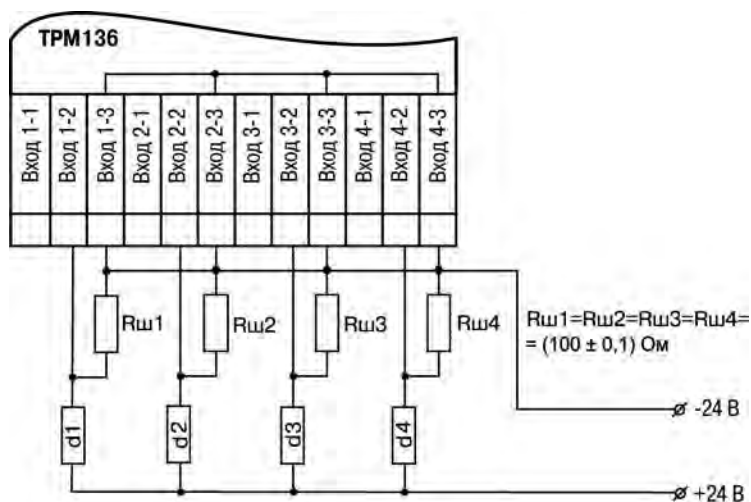 ТРМ136
Вход 1-1
Вход 1-2
Вход 1-3
Вход 2-1
Вход 2-2
Вход 2-3
Вход 3-1
Вход 3-2
Вход 3-3
Вход 4-1
Вход 4-2
Вход 4-3
Rш1
Rш2
Rш3
Rш4
Rш1=Rш2=Rш3=Rш4=
= (100 ± 0,1) Ом
d1
d2
d3
d4
-24 В
+24 В